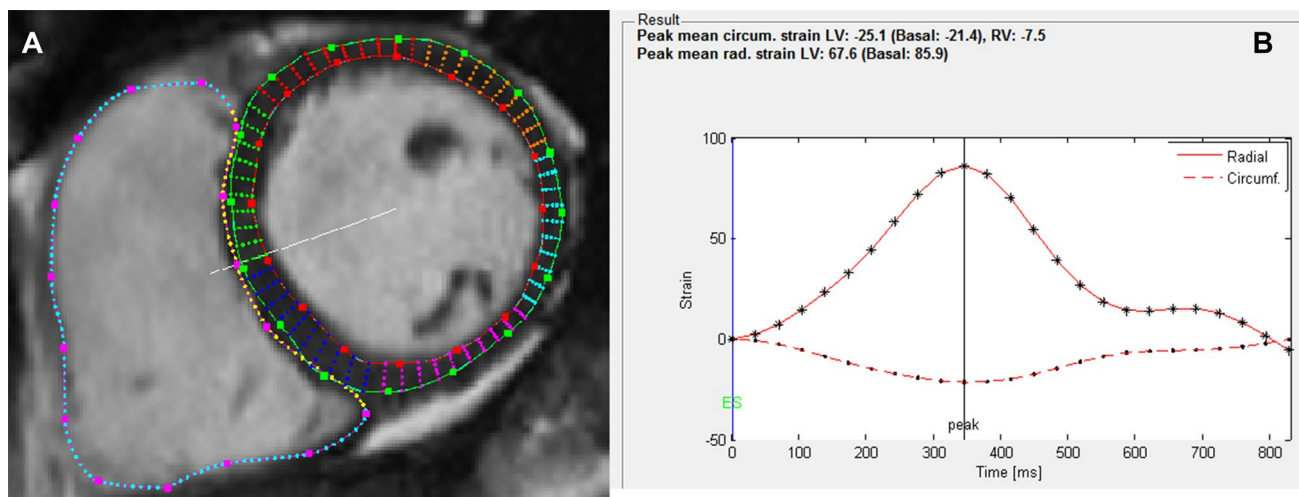 A
Result
Peak mean circum. strain LV: -25.1 (Basal: -21.4), RV: -7.5
Peak mean rad. strain LV: 67.6 (Basal: 85.9)
B
100
Radial
Circumf.
50
Strain
0
ES
peak
-50
0 100 200 300 400 500 600 700 800
Time [ms]